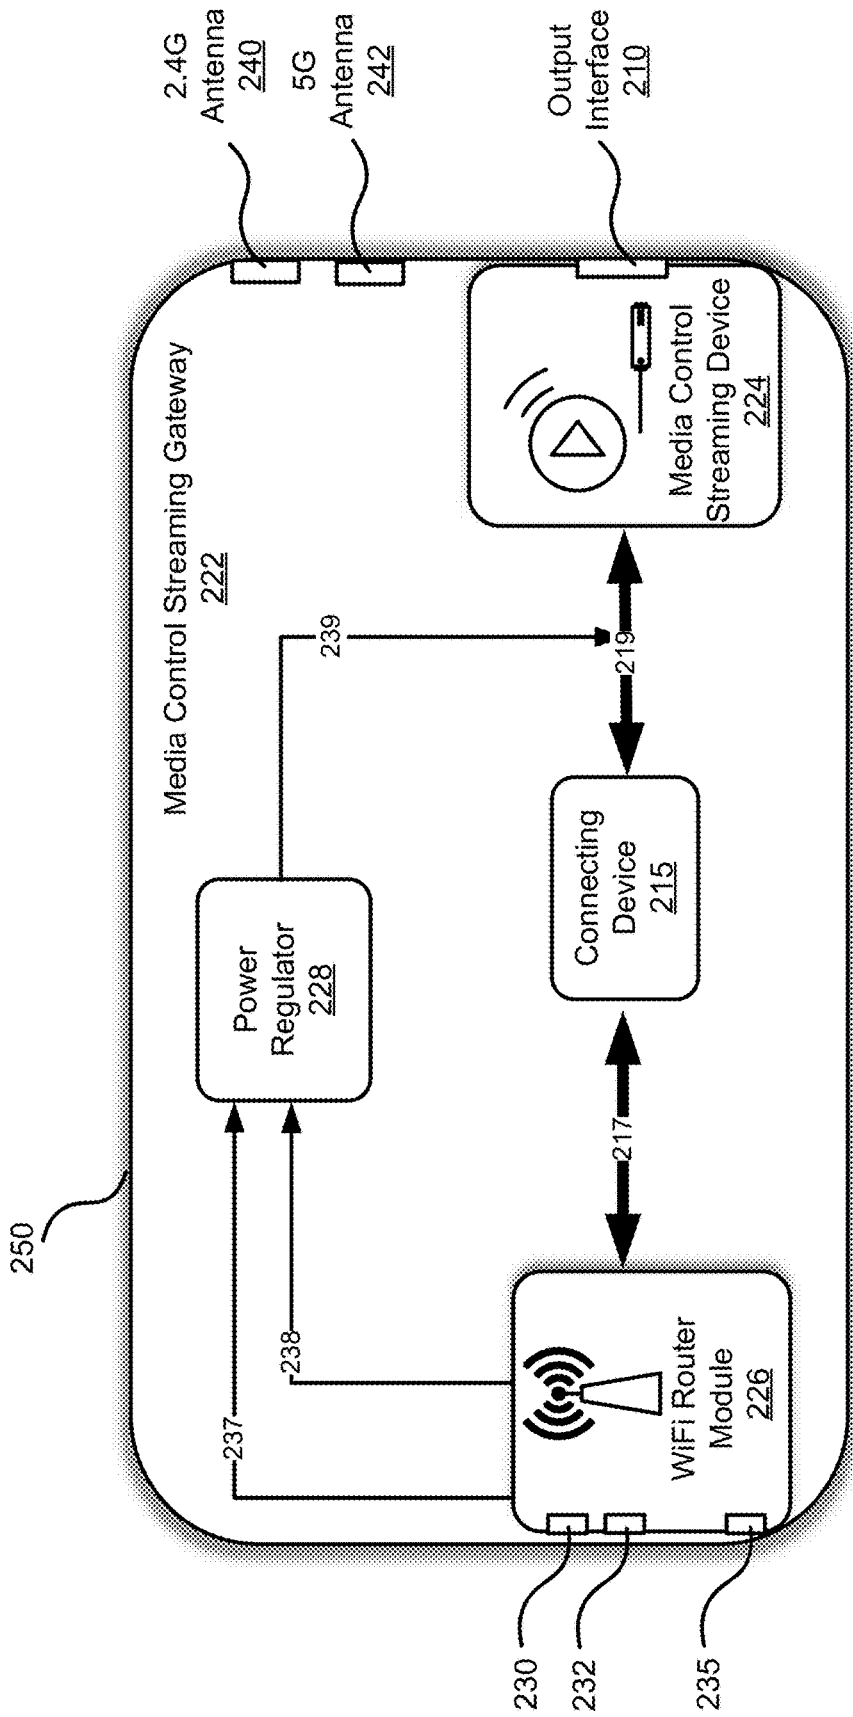 250
Media Control Streaming Gateway
222
2.4G
Antenna
240
5G
Antenna
242
Output
Interface
210
237
238
Power
Regulator
228
239
230
232
235
WiFi Router
Module
226
217
Connecting
Device
215
219
Media Control
Streaming Device
224